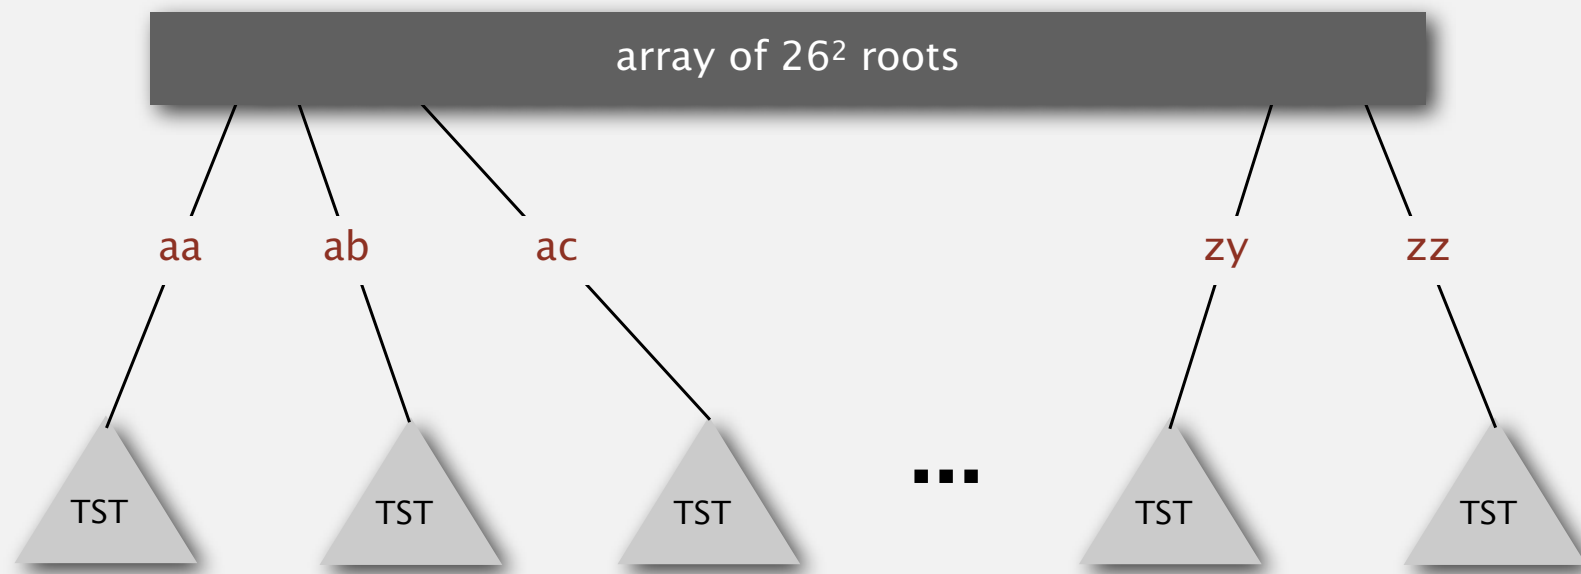 array of 26² roots
aa ab ac zy zz
...
TST TST TST TST TST